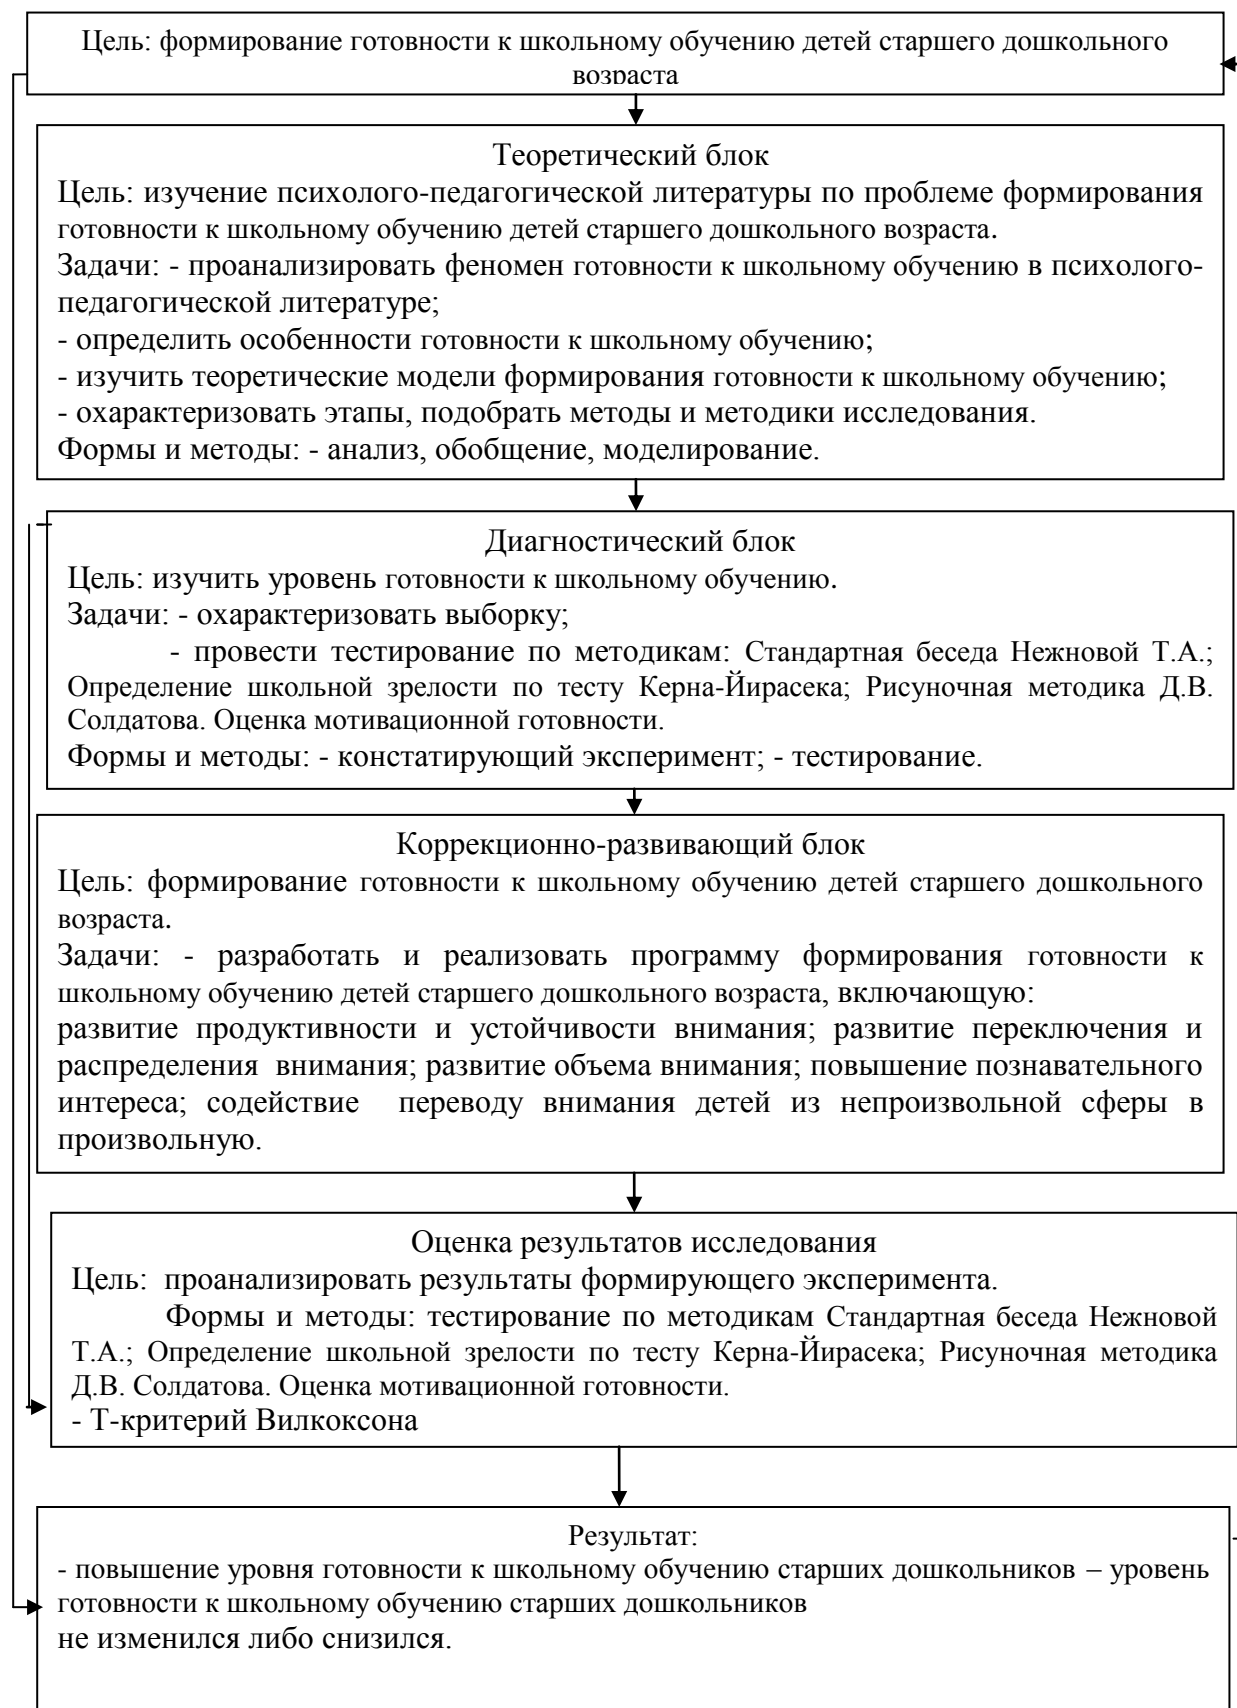 Цель: формирование готовности к школьному обучению детей старшего дошкольного
возраста
Теоретический блок
Цель: изучение психолого-педагогической литературы по проблеме формирования
готовности к школьному обучению детей старшего дошкольного возраста.
Задачи: - проанализировать феномен готовности к школьному обучению в психолого-
педагогической литературе;
- определить особенности готовности к школьному обучению;
- изучить теоретические модели формирования готовности к школьному обучению;
- охарактеризовать этапы, подобрать методы и методики исследования.
Формы и методы: - анализ, обобщение, моделирование.
Диагностический блок
Цель: изучить уровень готовности к школьному обучению.
Задачи: - охарактеризовать выборку;
- провести тестирование по методикам: Стандартная беседа Нежновой Т.А.;
Определение школьной зрелости по тесту Керна-Йирасека; Рисуночная методика Д.В.
Солдатова. Оценка мотивационной готовности.
Формы и методы: - констатирующий эксперимент; - тестирование.
Коррекционно-развивающий блок
Цель: формирование готовности к школьному обучению детей старшего дошкольного
возраста.
Задачи: - разработать и реализовать программу формирования готовности к
школьному обучению детей старшего дошкольного возраста, включающую:
развитие продуктивности и устойчивости внимания; развитие переключения и
распределения внимания; развитие объема внимания; повышение познавательного
интереса; содействие переводу внимания детей из непроизвольной сферы в
произвольную.
Оценка результатов исследования
Цель: проанализировать результаты формирующего эксперимента.
Формы и методы: тестирование по методикам Стандартная беседа Нежновой
Т.А.; Определение школьной зрелости по тесту Керна-Йирасека; Рисуночная методика
Д.В. Солдатова. Оценка мотивационной готовности.
- Т-критерий Вилкоксона
Результат:
- повышение уровня готовности к школьному обучению старших дошкольников – уровень
готовности к школьному обучению старших дошкольников
не изменился либо снизился.